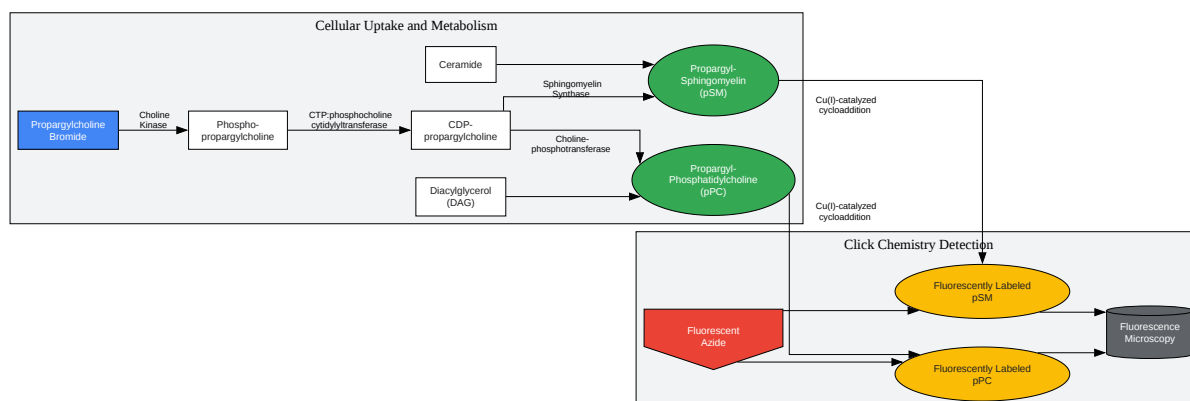 Cellular Uptake and Metabolism
Ceramide
Propargyl-
Sphingomyelin
(pSM)
Sphingomyelin
Synthase
Cu(I)-catalyzed
cycloaddition
Propargylcholine
Bromide
Choline
Kinase
Phospho-
propargylcholine
CTP:phosphocholine
cytidylyltransferase
CDP-
propargylcholine
Choline-
phosphotransferase
Propargyl-
Phosphatidylcholine
(pPC)
Diacylglycerol
(DAG)
Cu(I)-catalyzed
cycloaddition
Click Chemistry Detection
Fluorescently Labeled
pSM
Fluorescent
Azide
Fluorescence
Microscopy
Fluorescently Labeled
pPC